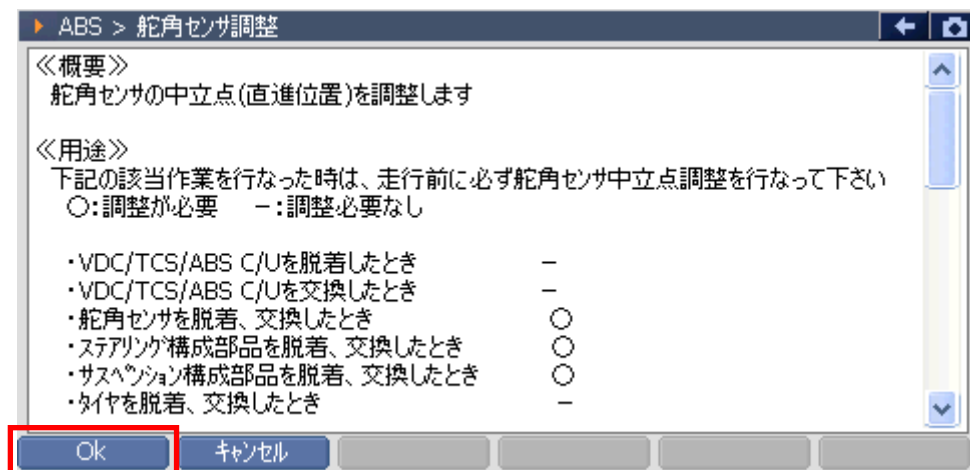 ABS > 舵角センサ調整
≪概要≫
舵角センサの中立点(直進位置)を調整します
≪用途≫
下記の該当作業を行なった時は、走行前に必ず舵角センサ中立点調整を行なって下さい
○:調整が必要 -:調整必要なし
・VDC/TCS/ABS C/Uを脱着したとき -
・VDC/TCS/ABS C/Uを交換したとき -
・舵角センサを脱着、交換したとき ○
・ステアリング構成部品を脱着、交換したとき ○
・サスペンション構成部品を脱着、交換したとき ○
・タイヤを脱着、交換したとき -
Ok キャンセル